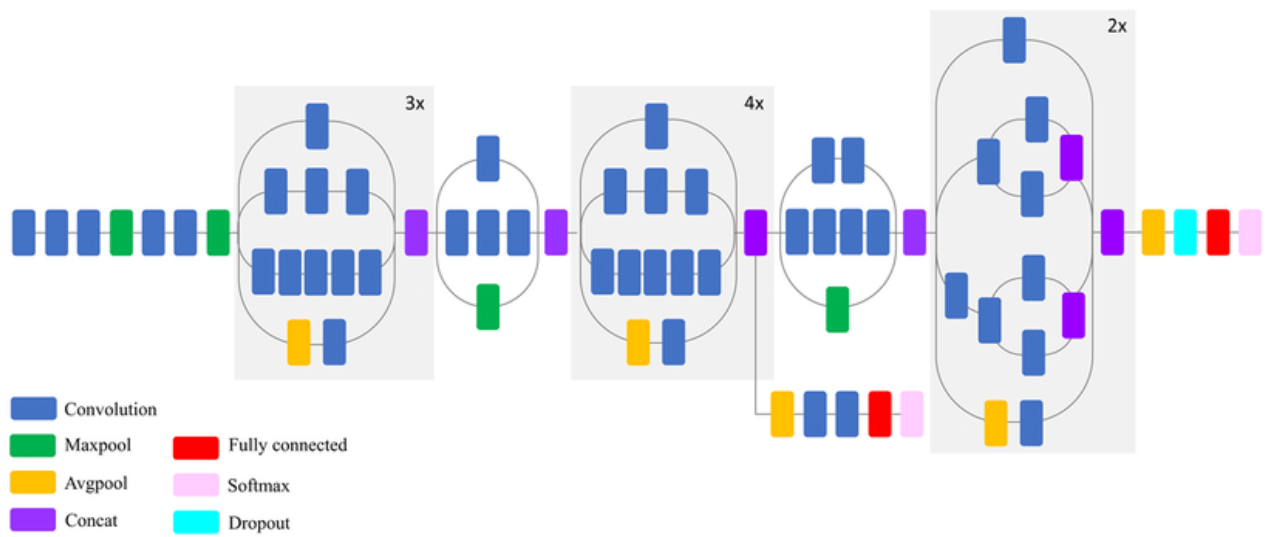 3x
4x
2x
Convolution
Maxpool
Avgpool
Concat
Fully connected
Softmax
Dropout